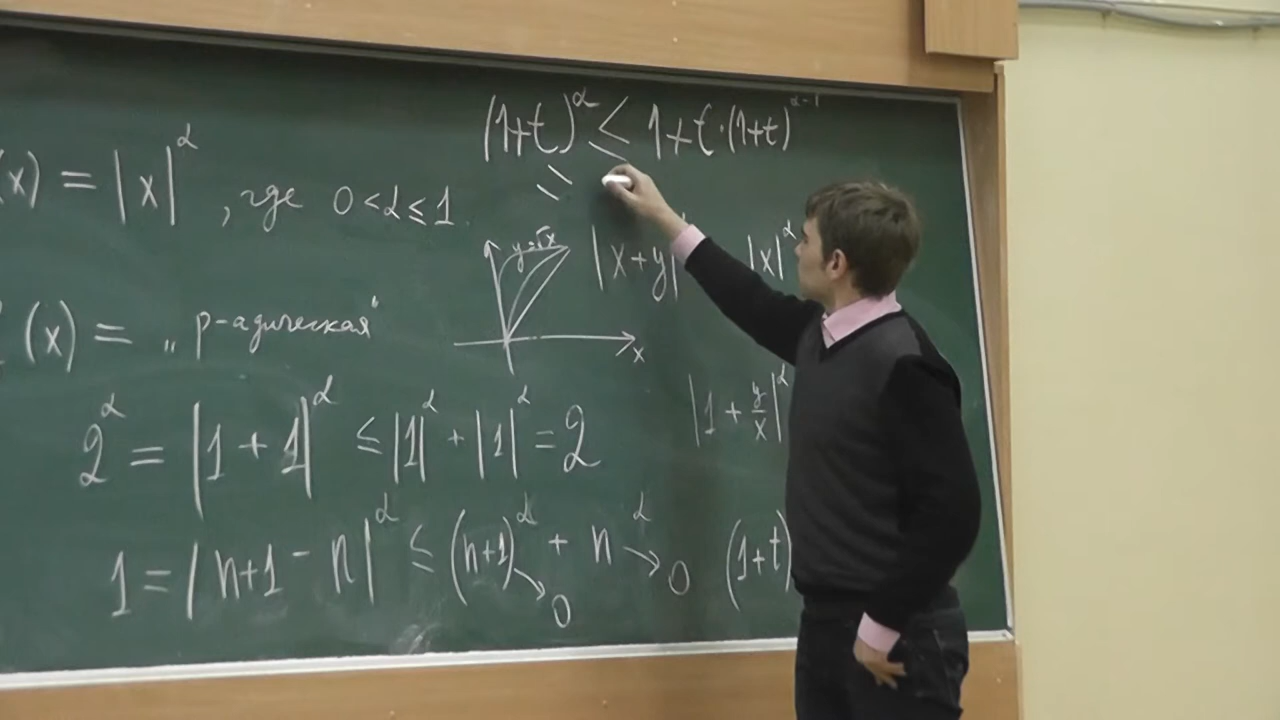 (1+t)^α ≤ 1+t·(1+t)^{α-1}
(x) = |x|^α, где 0<α≤1.
y=√x
|x+y| |x|^α
(x) = „p-адическая“
x
|1+y/x|^α
2^α = |1+1|^α ≤ |1|^α + |1|^α = 2
1 = |n+1 - n|^α ≤ (n+1)^α → 0 + n^α → 0
(1+t)